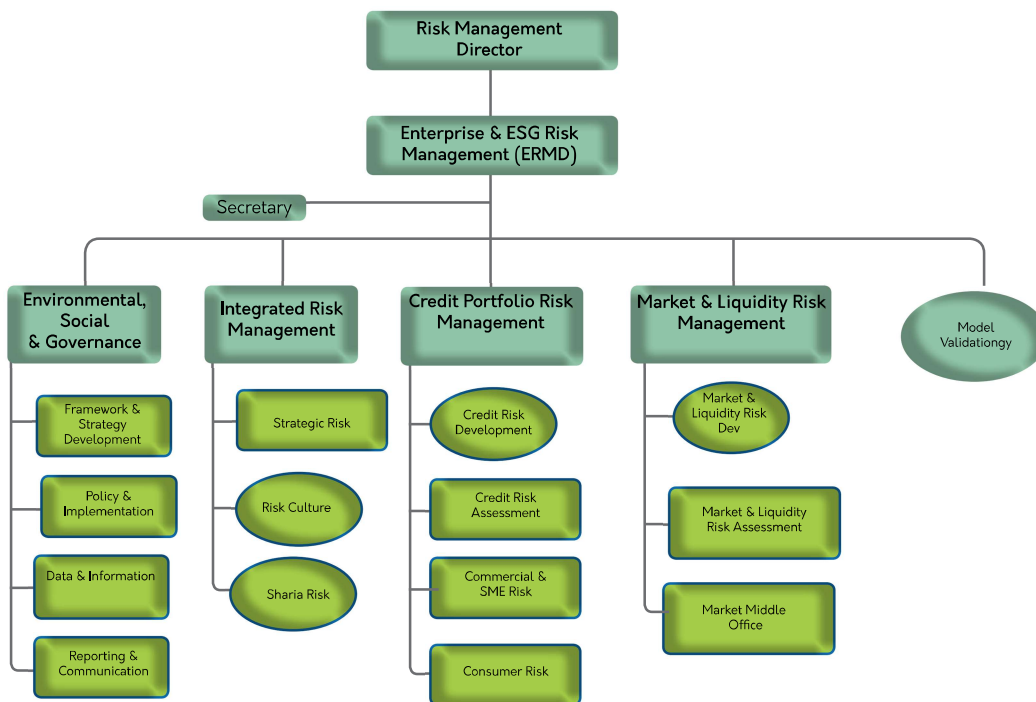 Risk Management
Director
Enterprise & ESG Risk
Management (ERMD)
Secretary
Environmental,
Social
& Governance
Integrated Risk
Management
Credit Portfolio Risk
Management
Market & Liquidity Risk
Management
Model
Validationgy
Framework &
Strategy
Development
Policy &
Implementation
Data & Information
Reporting &
Communication
Strategic Risk
Risk Culture
Sharia Risk
Credit Risk
Development
Credit Risk
Assessment
Commercial &
SME Risk
Consumer Risk
Market &
Liquidity Risk
Dev
Market & Liquidity
Risk Assessment
Market Middle
Office